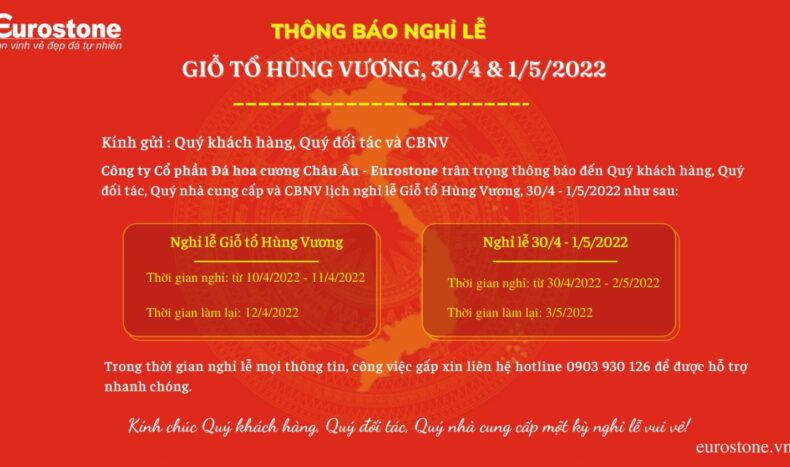 Eurostone
ôn vinh vẻ đẹp đá tự nhiên
THÔNG BÁO NGHỈ LỄ
GIỖ TỔ HÙNG VƯƠNG, 30/4 & 1/5/2022
Kính gửi : Quý khách hàng, Quý đối tác và CBNV
Công ty Cổ phần Đá hoa cương Châu Âu - Eurostone trân trọng thông báo đến Quý khách hàng, Quý
đối tác, Quý nhà cung cấp và CBNV lịch nghỉ lễ Giỗ tổ Hùng Vương, 30/4 - 1/5/2022 như sau:
Nghỉ lễ Giỗ tổ Hùng Vương
Thời gian nghỉ: từ 10/4/2022 - 11/4/2022
Thời gian làm lại: 12/4/2022
Nghỉ lễ 30/4 - 1/5/2022
Thời gian nghỉ: từ 30/4/2022 - 2/5/2022
Thời gian làm lại: 3/5/2022
Trong thời gian nghỉ lễ mọi thông tin, công việc gấp xin liên hệ hotline 0903 930 126 để được hỗ trợ
nhanh chóng.
Kính chúc Quý khách hàng, Quý đối tác, Quý nhà cung cấp một kỳ nghỉ lễ vui vẻ!
eurostone.vn